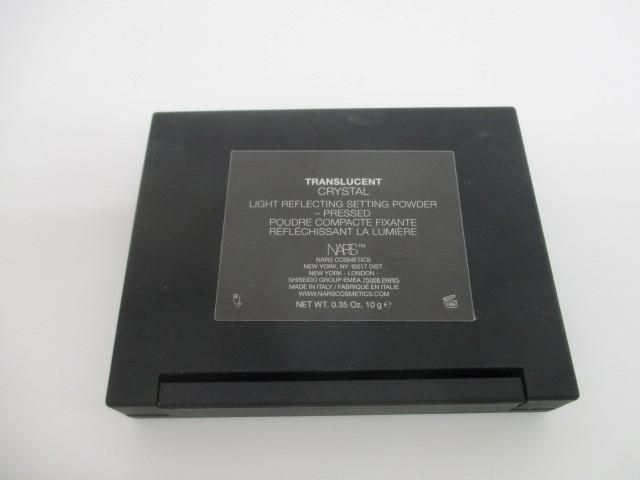 TRANSLUCENT
CRYSTAL
LIGHT REFLECTING SETTING POWDER
– PRESSED
POUDRE COMPACTE FIXANTE
RÉFLÉCHISSANT LA LUMIÈRE
NARS™
NARS COSMETICS
NEW YORK, NY 10017 DIST.
NEW YORK - LONDON -
SHISEIDO GROUP EMEA 75008 PARIS
MADE IN ITALY / FABRIQUÉ EN ITALIE
WWW.NARSCOSMETICS.COM
NET WT. 0.35 Oz. 10 g ℮